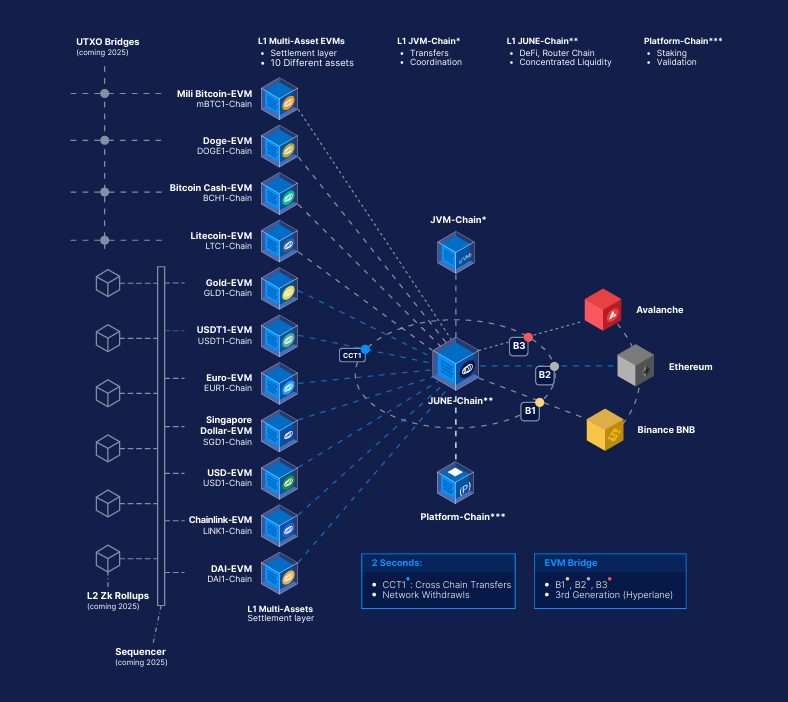 UTXO Bridges
(coming 2025)
L1 Multi-Asset EVMs
• Settlement layer
• 10 Different assets
L1 JVM-Chain*
• Transfers
• Coordination
L1 JUNE-Chain**
• DeFi, Router Chain
• Concentrated Liquidity
Platform-Chain***
• Staking
• Validation
Mili Bitcoin-EVM
mBTC1-Chain
Doge-EVM
DOGE1-Chain
Bitcoin Cash-EVM
BCH1-Chain
Litecoin-EVM
LTC1-Chain
Gold-EVM
GLD1-Chain
USDT1-EVM
USDT1-Chain
Euro-EVM
EUR1-Chain
Singapore
Dollar-EVM
SGD1-Chain
USD-EVM
USD1-Chain
Chainlink-EVM
LINK1-Chain
DAI-EVM
DAI1-Chain
L1 Multi-Assets
Settlement layer
L2 Zk Rollups
(coming 2025)
Sequencer
(coming 2025)
JVM-Chain*
CCT1
JUNE-Chain**
(P)
Platform-Chain***
B3
B2
B1
Avalanche
Ethereum
Binance BNB
2 Seconds:
• CCT1 : Cross Chain Transfers
• Network Withdrawls
EVM Bridge
• B1 , B2 , B3
• 3rd Generation (Hyperlane)